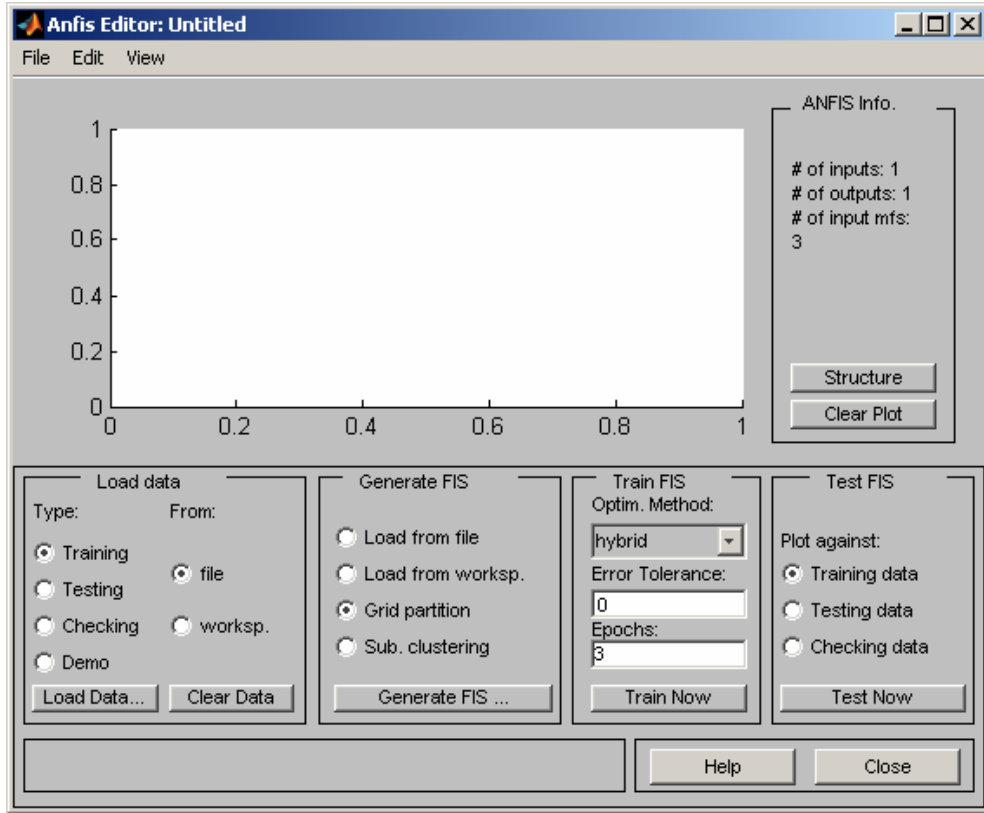 Anfis Editor: Untitled
File Edit View
ANFIS Info.
# of inputs: 1
# of outputs: 1
# of input mfs:
3
Structure
Clear Plot
1
0.8
0.6
0.4
0.2
0
0 0.2 0.4 0.6 0.8 1
Load data
Type: From:
Training
Testing
Checking
Demo
file
worksp.
Load Data... Clear Data
Generate FIS
Load from file
Load from worksp.
Grid partition
Sub. clustering
Generate FIS ...
Train FIS
Optim. Method:
hybrid
Error Tolerance:
0
Epochs:
3
Train Now
Test FIS
Plot against:
Training data
Testing data
Checking data
Test Now
Help Close